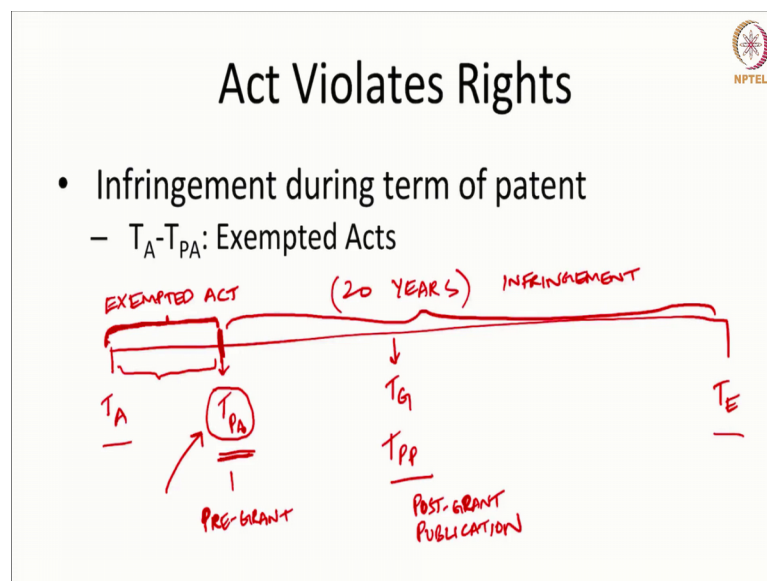 NPTEL
Act Violates Rights
• Infringement during term of patent
– TA-TPA: Exempted Acts
EXEMPTED ACT (20 YEARS) INFRINGEMENT
TA TPA TG TE
TPP
PRE-GRANT POST-GRANT
PUBLICATION